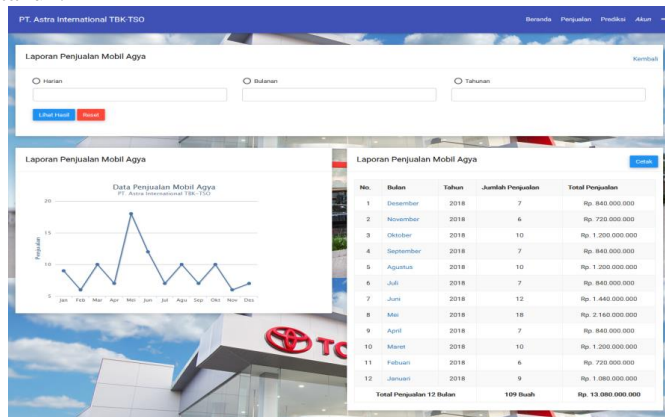 PT. Astra International TBK-TSO
Beranda Penjualan Prediksi Akun
Laporan Penjualan Mobil Agya
Kembali
Harian
Bulanan
Tahunan
Lihat Hasil Reset
Laporan Penjualan Mobil Agya
Data Penjualan Mobil Agya
PT. Astra International TBK-TSO
Penjualan
20
15
10
5
Jan Feb Mar Apr Mei Jun Jul Agu Sep Okt Nov Des
Laporan Penjualan Mobil Agya
Cetak
No. Bulan Tahun Jumlah Penjualan Total Penjualan
1 Desember 2018 7 Rp. 840.000.000
2 November 2018 6 Rp. 720.000.000
3 Oktober 2018 10 Rp. 1.200.000.000
4 September 2018 7 Rp. 840.000.000
5 Agustus 2018 10 Rp. 1.200.000.000
6 Juli 2018 7 Rp. 840.000.000
7 Juni 2018 12 Rp. 1.440.000.000
8 Mei 2018 18 Rp. 2.160.000.000
9 April 2018 7 Rp. 840.000.000
10 Maret 2018 10 Rp. 1.200.000.000
11 Febuari 2018 6 Rp. 720.000.000
12 Januari 2018 9 Rp. 1.080.000.000
Total Penjualan 12 Bulan 109 Buah Rp. 13.080.000.000
TO